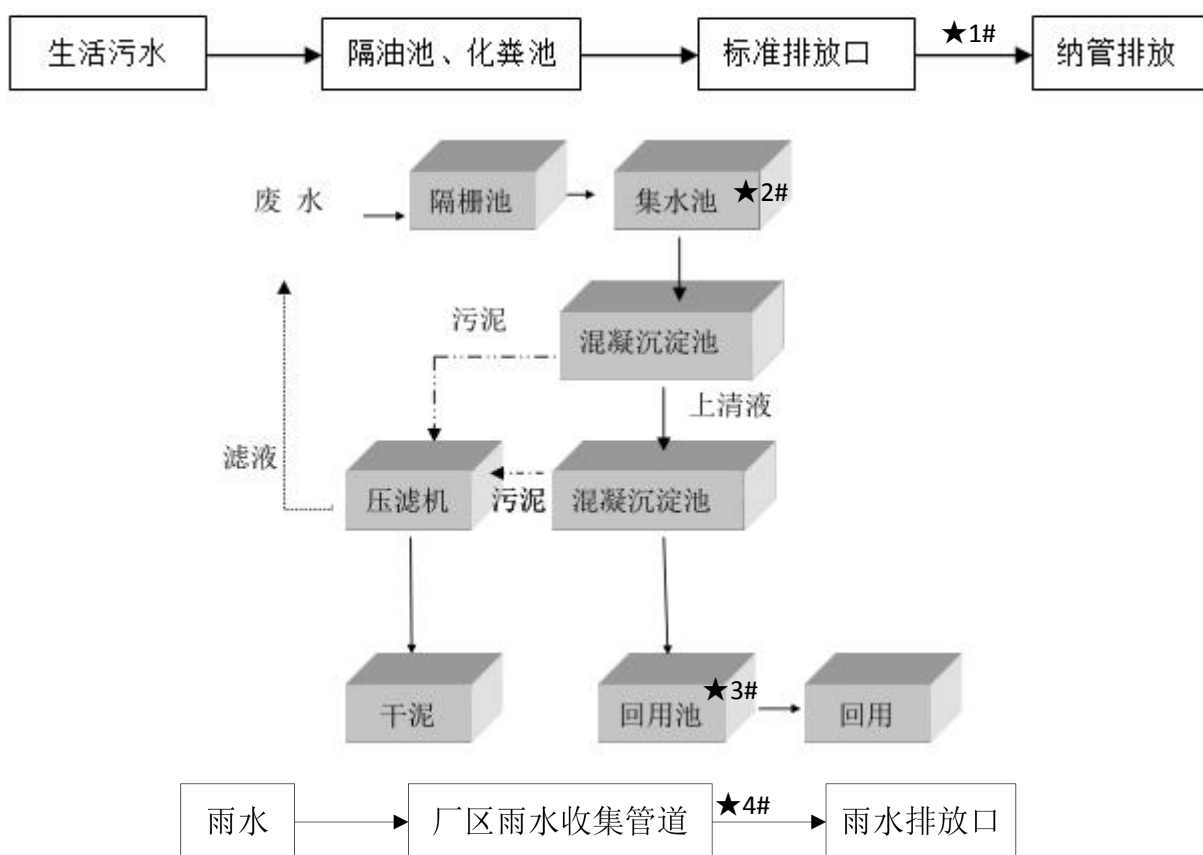 生活污水
隔油池、化粪池
标准排放口
★1#
纳管排放
废 水
隔栅池
集水池
★2#
污泥
混凝沉淀池
上清液
滤液
压滤机
污泥
混凝沉淀池
干泥
回用池
★3#
回用
雨水
厂区雨水收集管道
★4#
雨水排放口